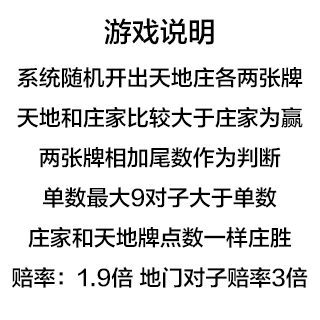 游戏说明
系统随机开出天地庄各两张牌
天地和庄家比较大于庄家为赢
两张牌相加尾数作为判断
单数最大9对子大于单数
庄家和天地牌点数一样庄胜
赔率：1.9倍 地门对子赔率3倍